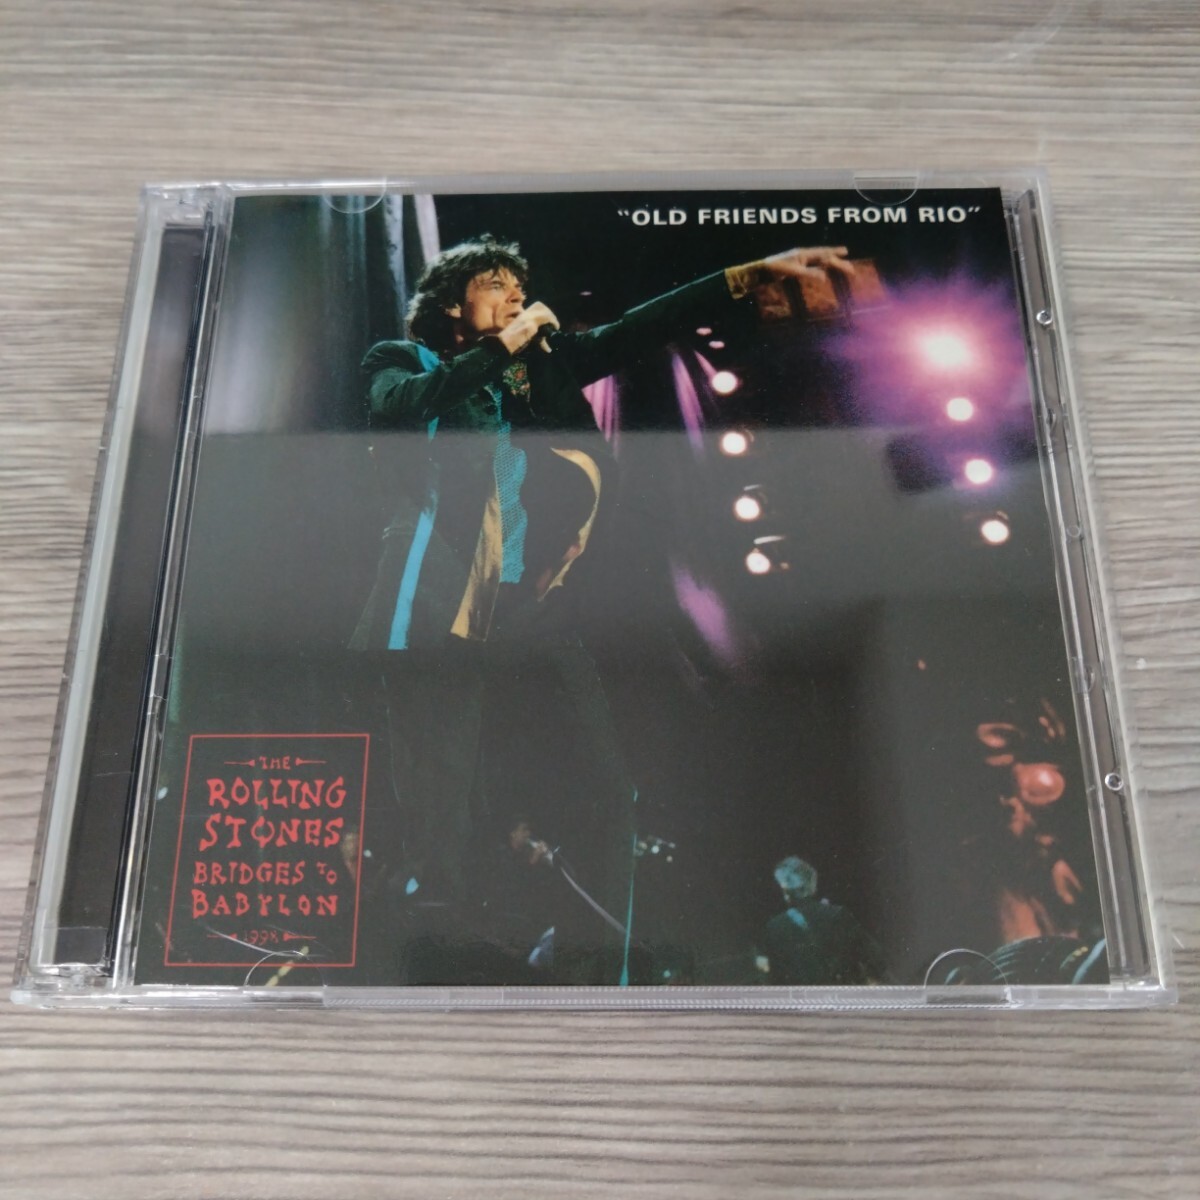 "OLD FRIENDS FROM RIO"
THE
ROLLING
STONES
BRIDGES TO
BABYLON
1998